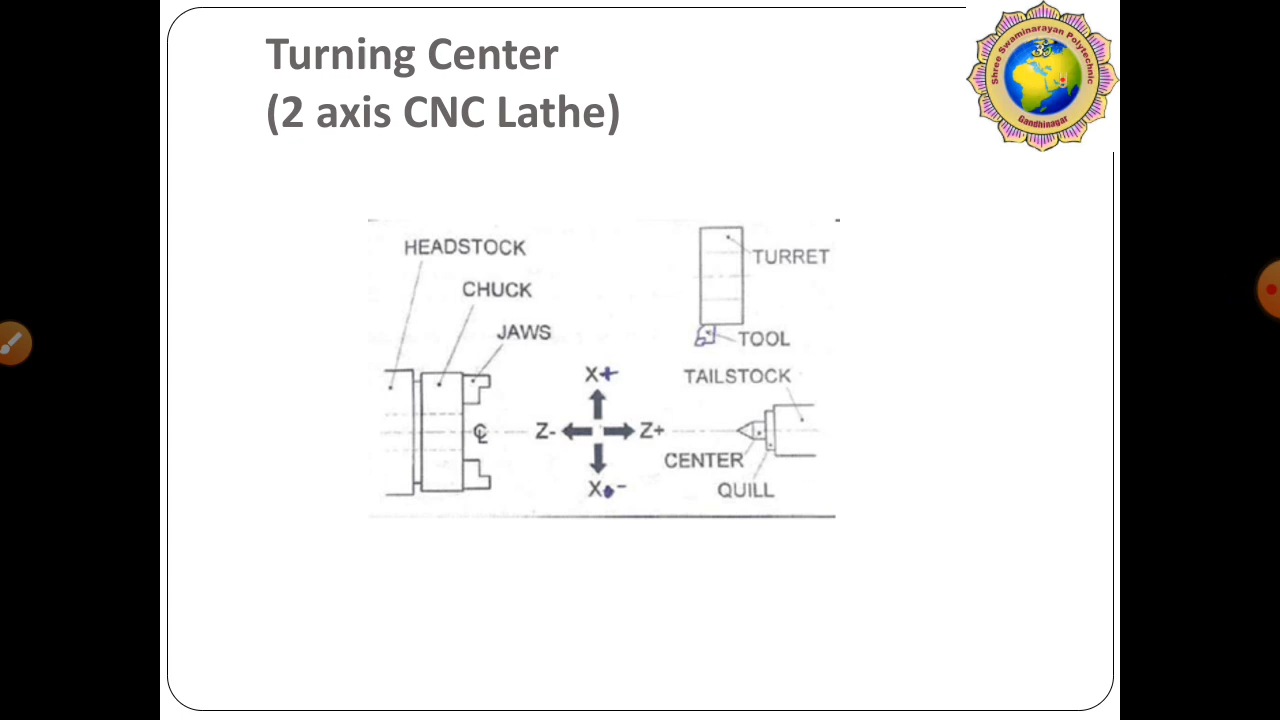 Turning Center
(2 axis CNC Lathe)
Shree Swaminarayan Polytechnic
ૐ
Gandhinagar
HEADSTOCK
TURRET
CHUCK
JAWS
TOOL
X+
TAILSTOCK
℄
Z-
Z+
CENTER
X -
QUILL